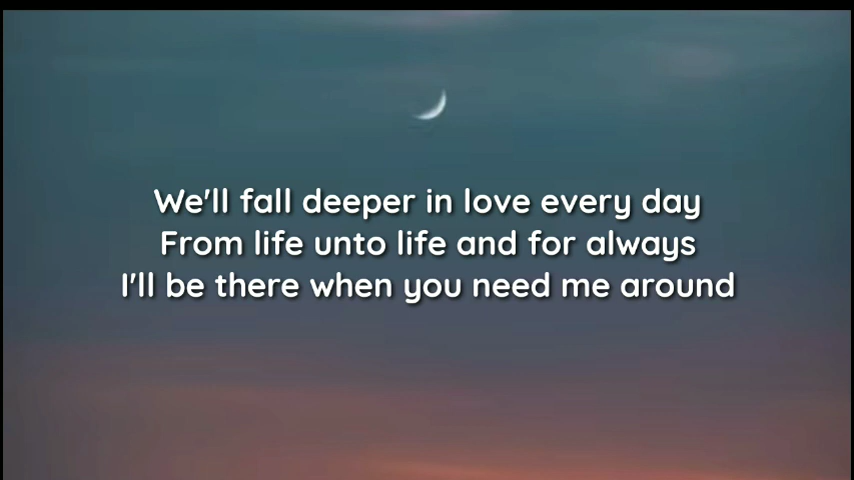 We'll fall deeper in love every day
From life unto life and for always
I'll be there when you need me around